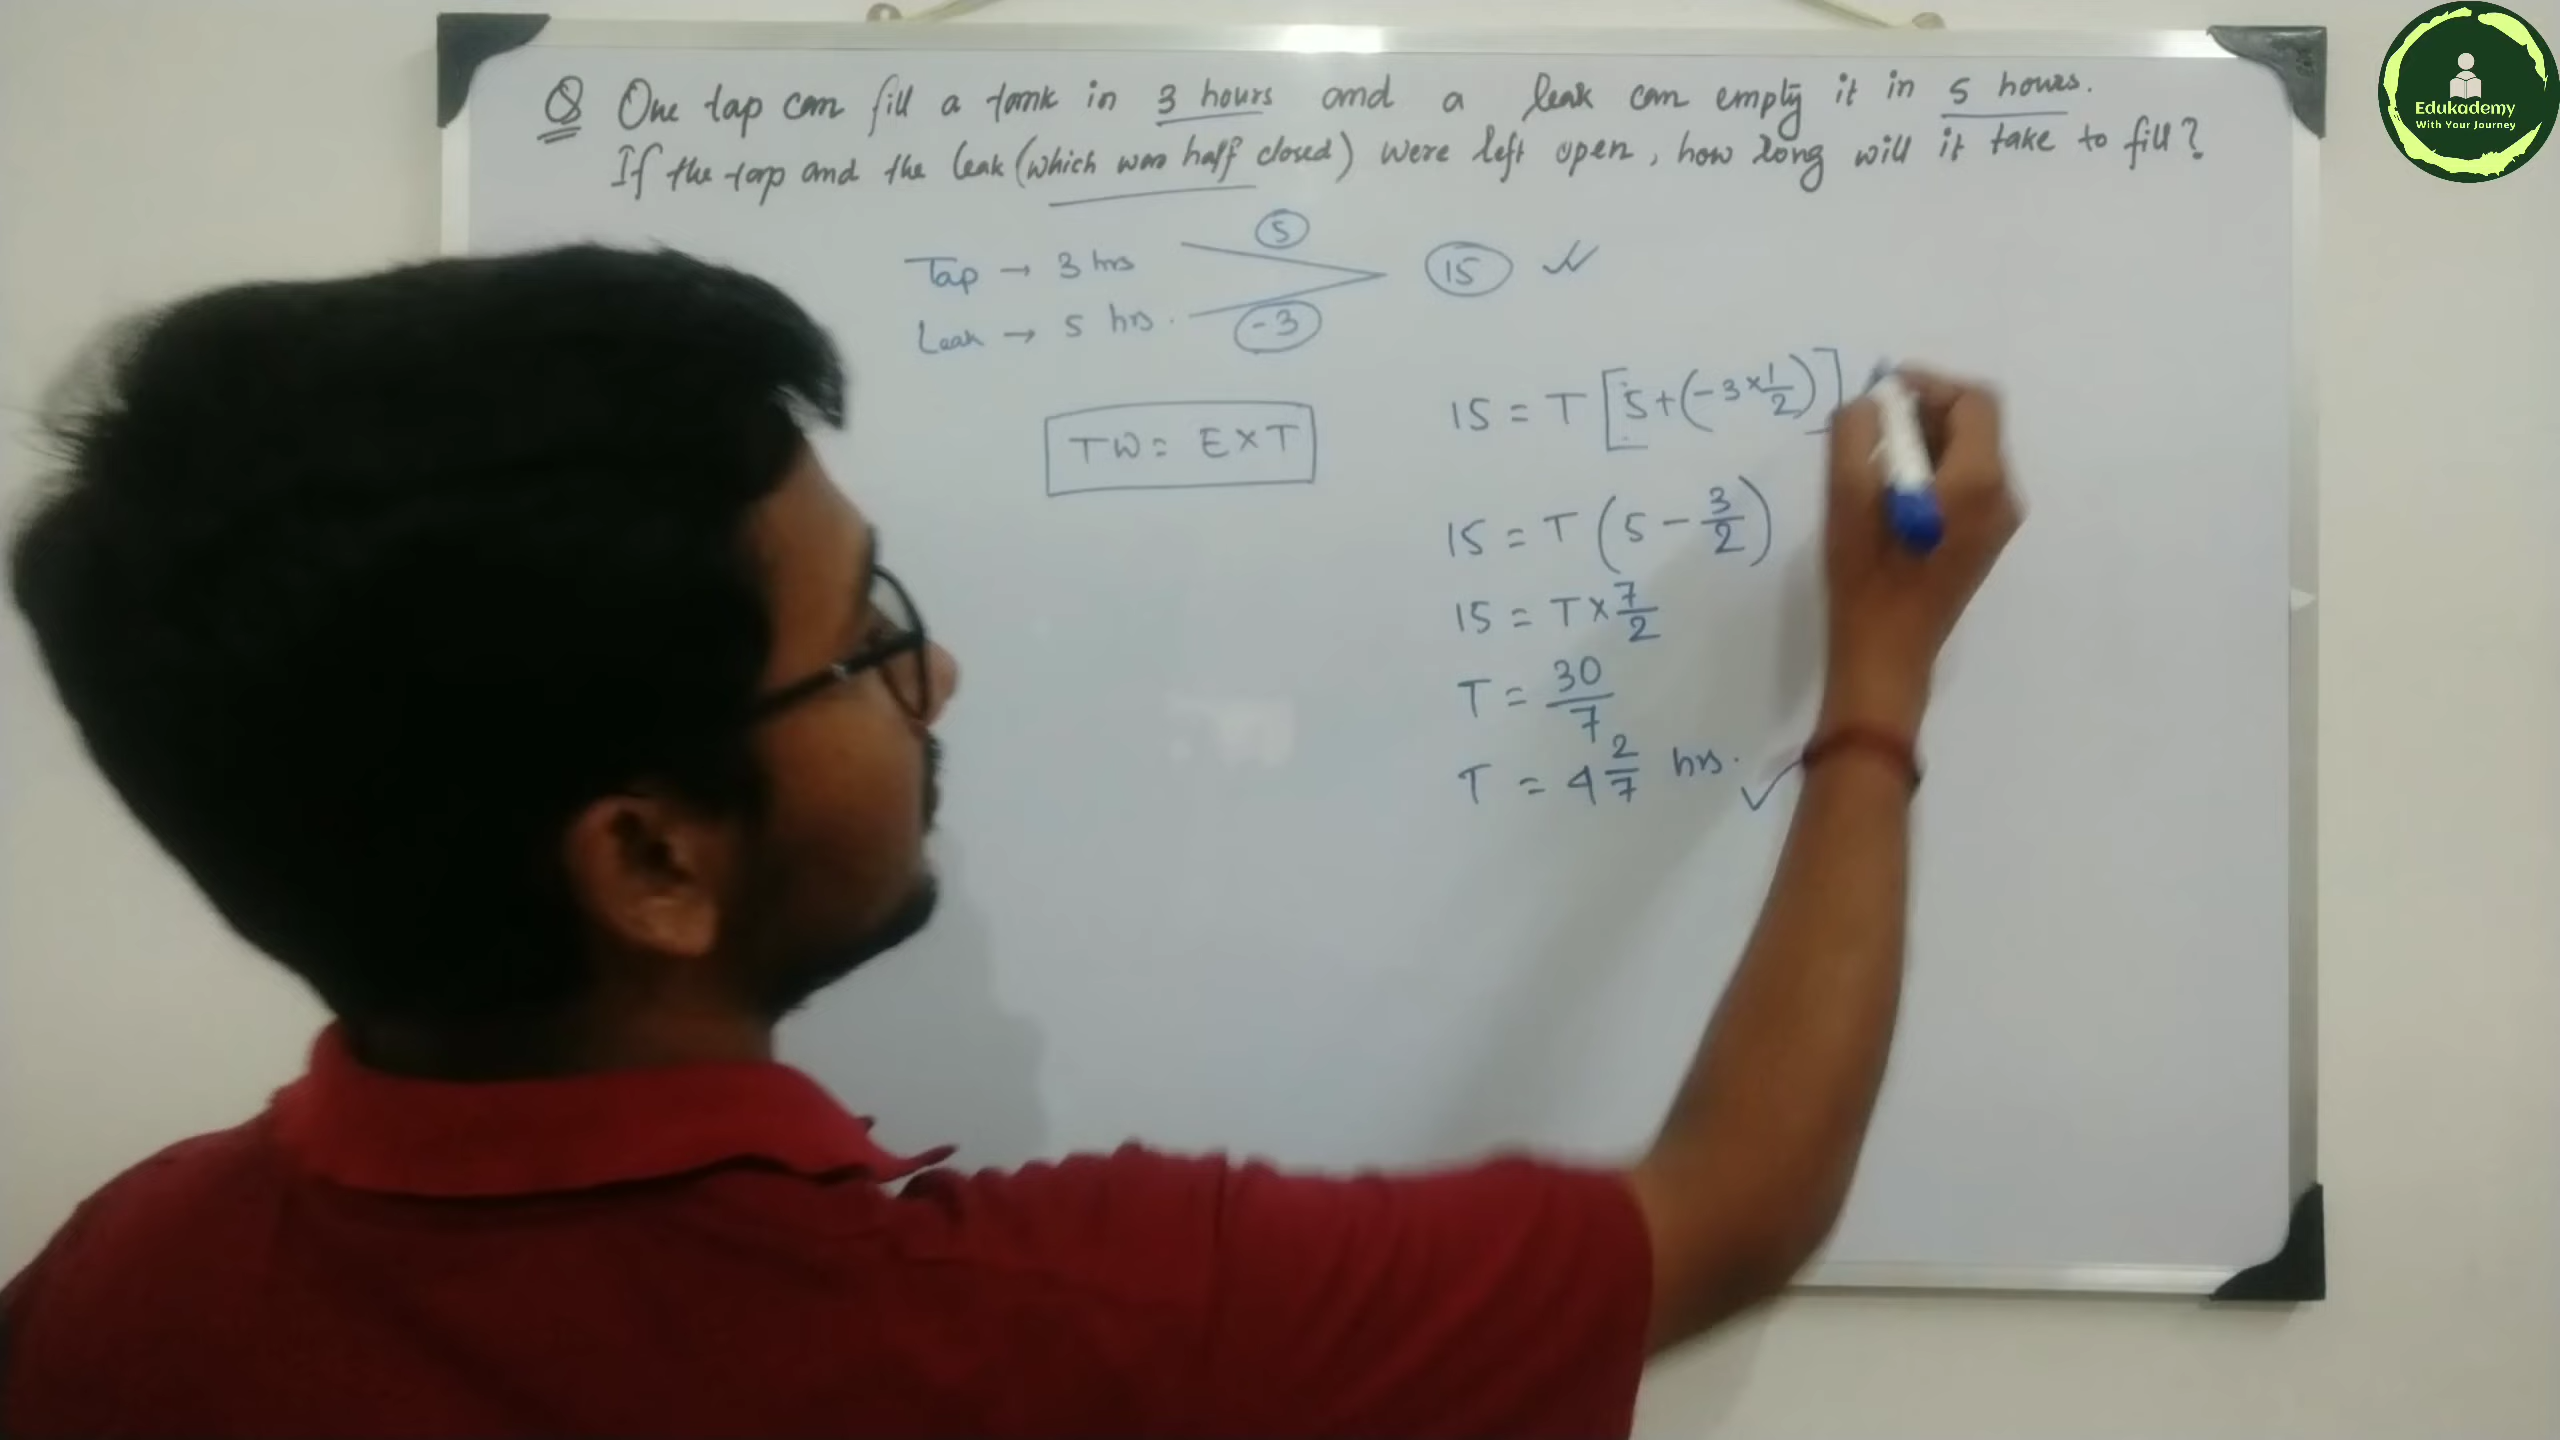 Q One tap can fill a tank in 3 hours and a leak can empty it in 5 hours.
If the tap and the leak (which was half closed) were left open, how long will it take to fill?
Edukademy
With Your Journey
Tap → 3 hrs
5
15
Leak → 5 hrs.
-3
TW = E×T
15 = T [5+(-3×1/2)]
15 = T (5 - 3/2)
15 = T × 7/2
T = 30/7
T = 4 2/7 hrs.